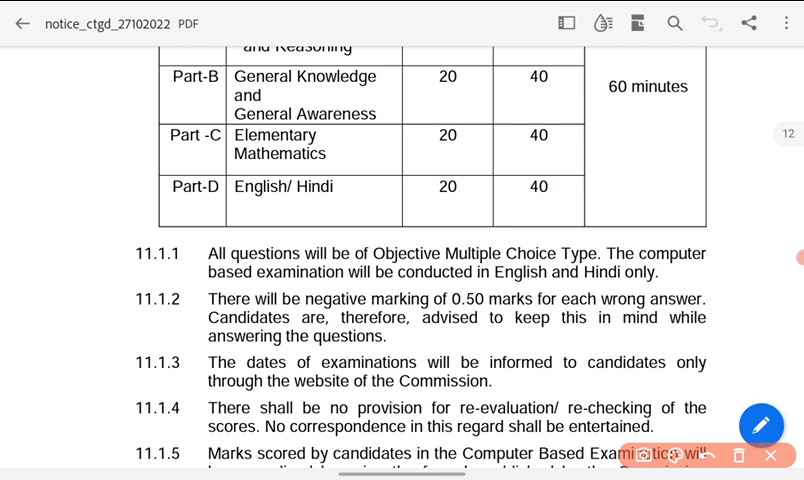 notice_ctgd_27102022 PDF
and Reasoning
Part-B General Knowledge 20 40 60 minutes
and
General Awareness
Part -C Elementary 20 40
Mathematics
Part-D English/ Hindi 20 40
12
11.1.1 All questions will be of Objective Multiple Choice Type. The computer
based examination will be conducted in English and Hindi only.
11.1.2 There will be negative marking of 0.50 marks for each wrong answer.
Candidates are, therefore, advised to keep this in mind while
answering the questions.
11.1.3 The dates of examinations will be informed to candidates only
through the website of the Commission.
11.1.4 There shall be no provision for re-evaluation/ re-checking of the
scores. No correspondence in this regard shall be entertained.
11.1.5 Marks scored by candidates in the Computer Based Examination will